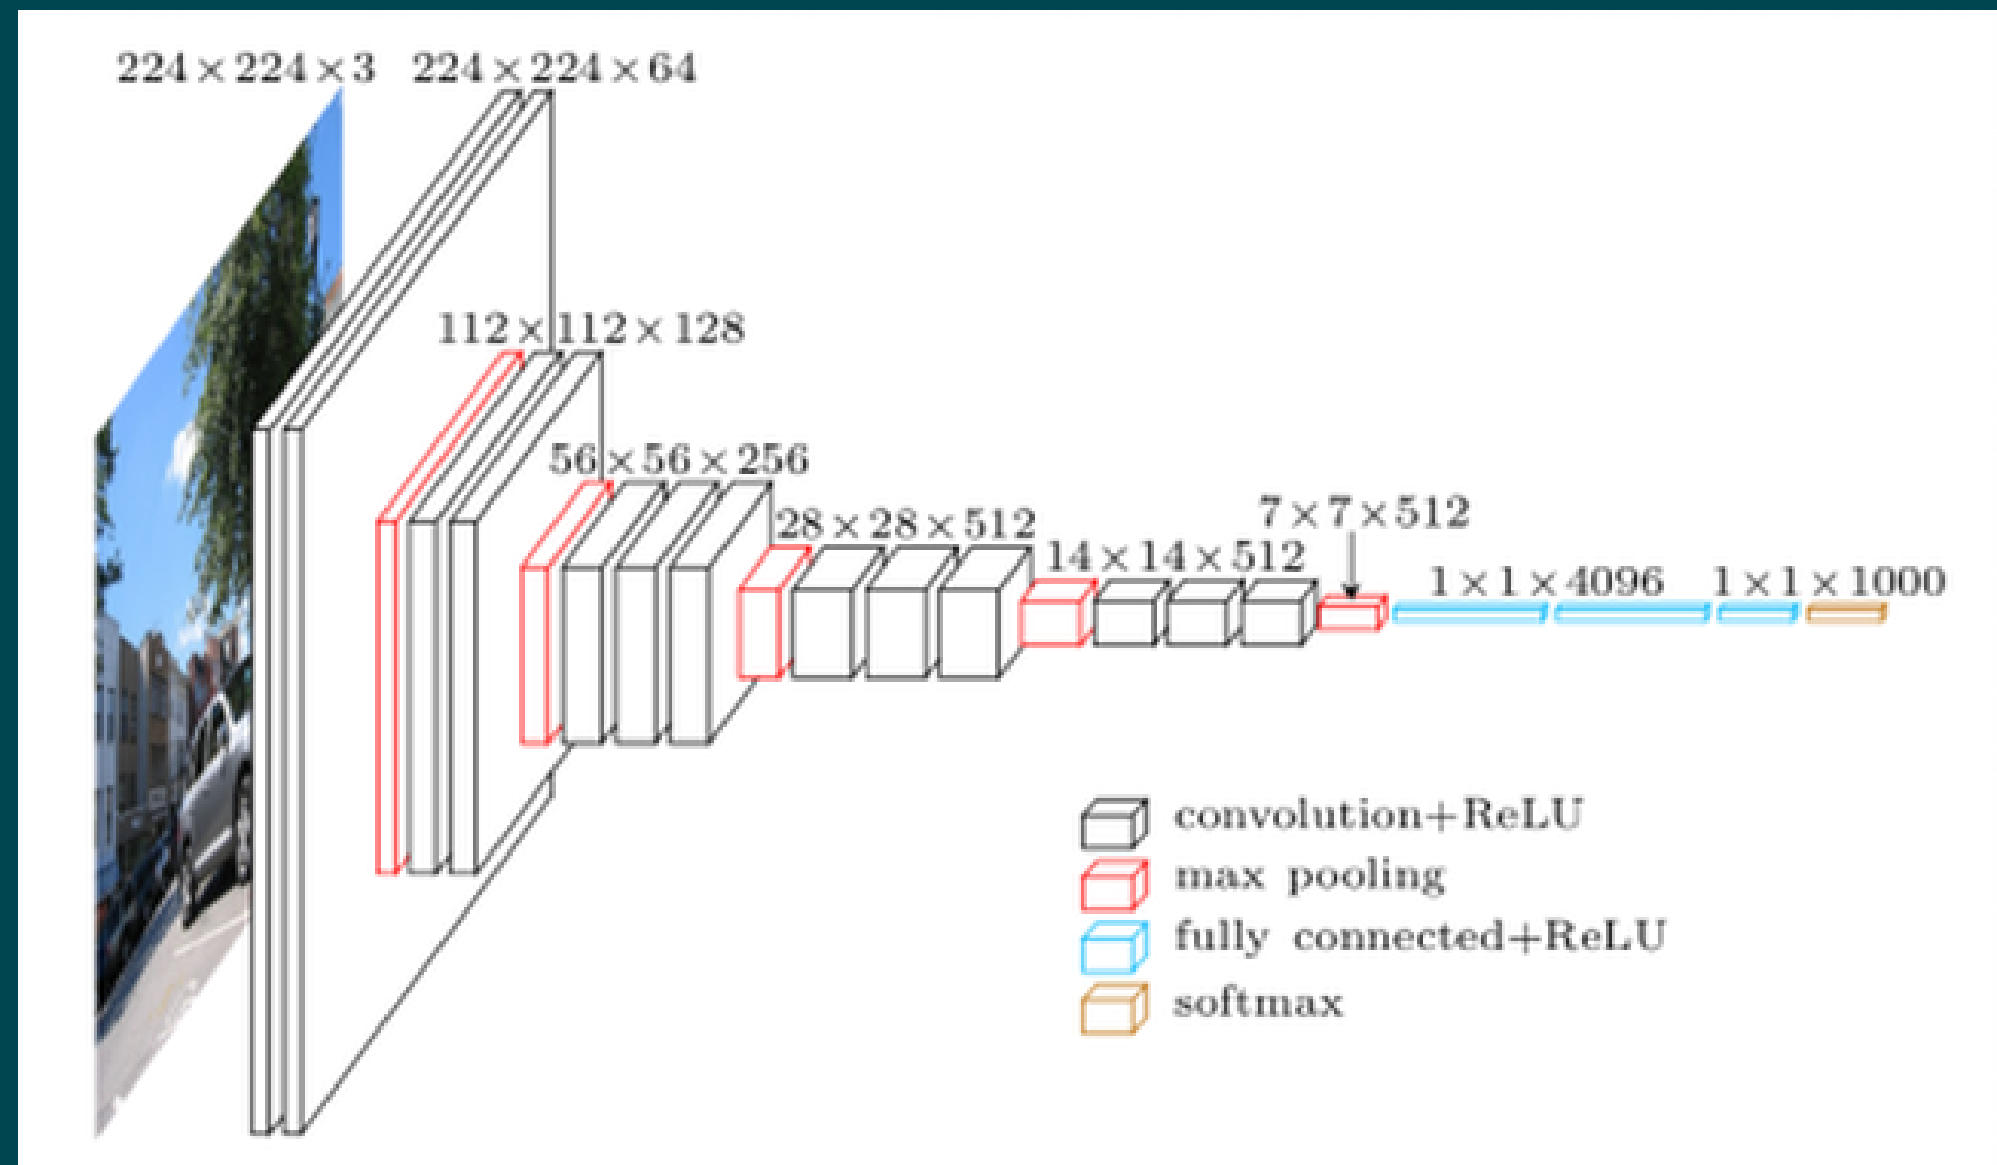 224×224×3
224×224×64
112×112×128
56×56×256
28×28×512
14×14×512
7×7×512
1×1×4096
1×1×1000
convolution+ReLU
max pooling
fully connected+ReLU
softmax